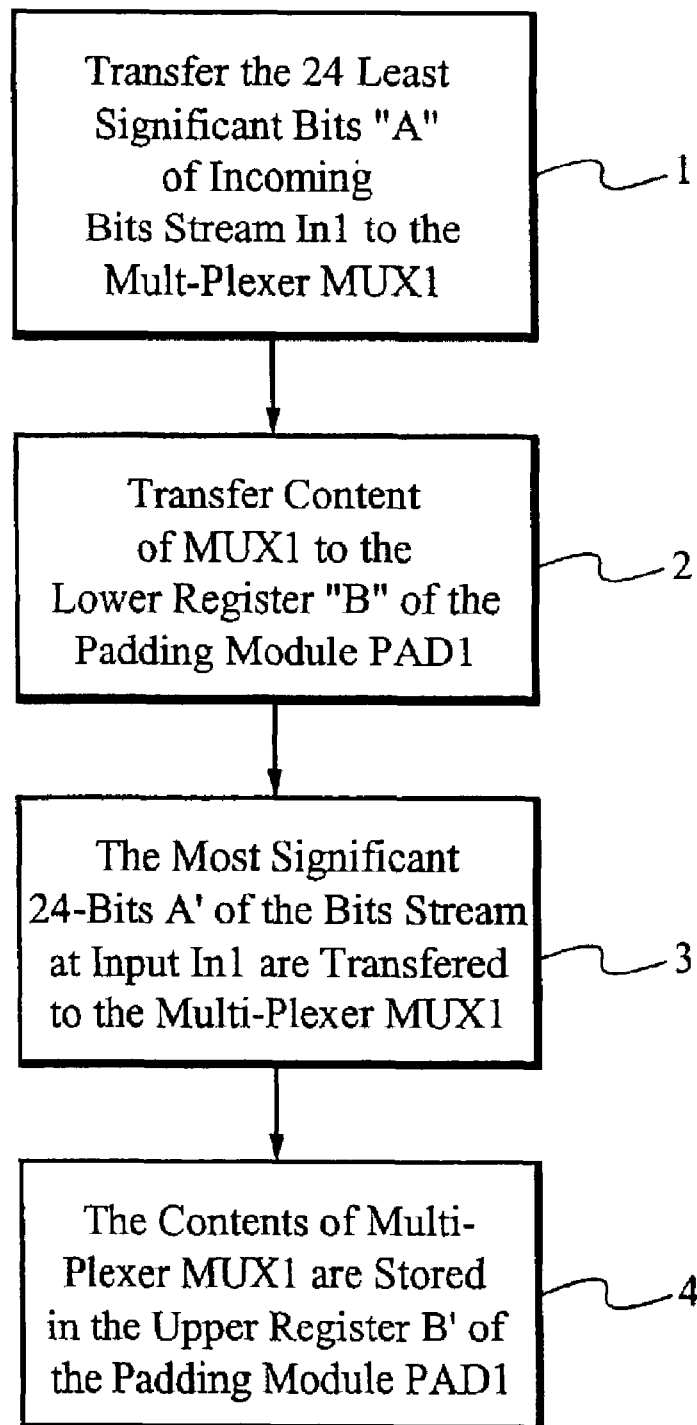 Transfer the 24 Least
Significant Bits "A"
of Incoming
Bits Stream In1 to the
Mult-Plexer MUX1
1
Transfer Content
of MUX1 to the
Lower Register "B" of the
Padding Module PAD1
2
The Most Significant
24-Bits A' of the Bits Stream
at Input In1 are Transfered
to the Multi-Plexer MUX1
3
The Contents of Multi-
Plexer MUX1 are Stored
in the Upper Register B' of
the Padding Module PAD1
4